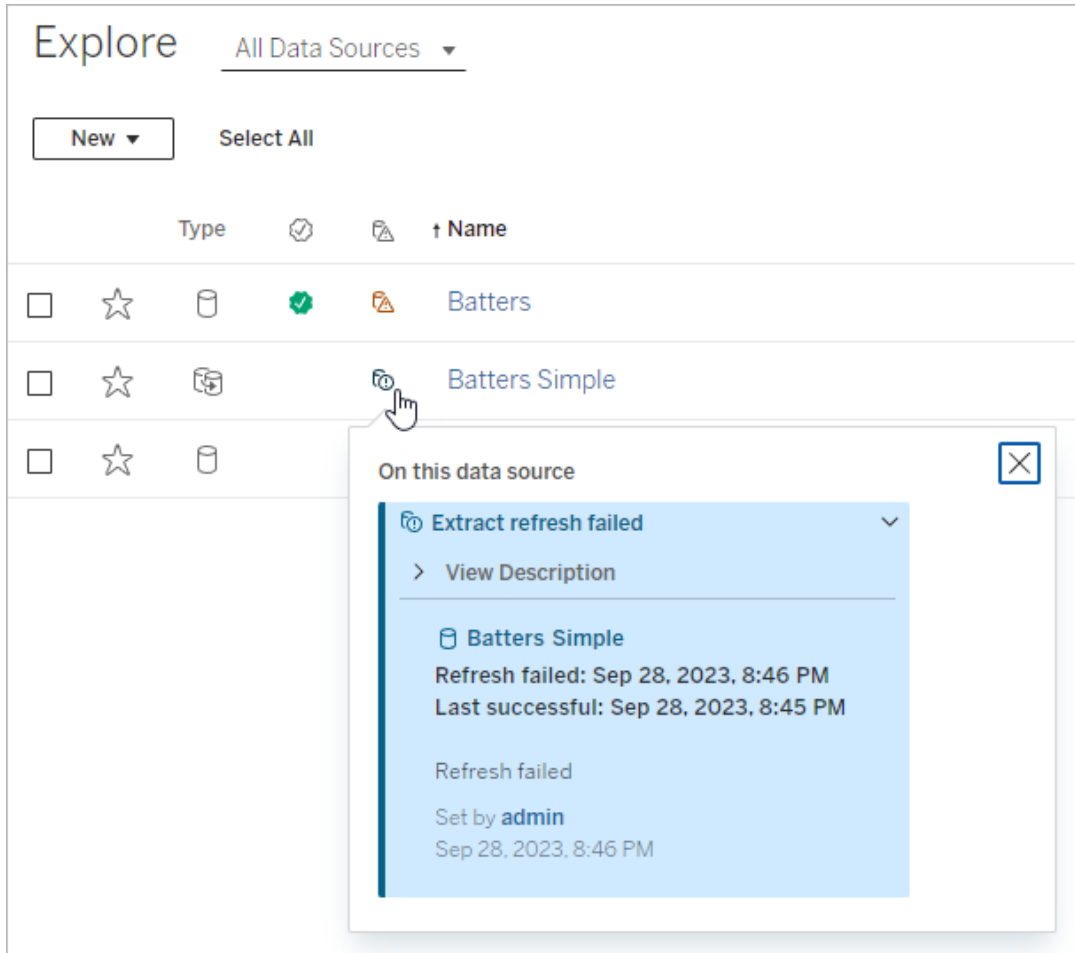 Explore All Data Sources
New Select All
Type Name
Batters
Batters Simple
On this data source
Extract refresh failed
View Description
Batters Simple
Refresh failed: Sep 28, 2023, 8:46 PM
Last successful: Sep 28, 2023, 8:45 PM
Refresh failed
Set by admin
Sep 28, 2023, 8:46 PM